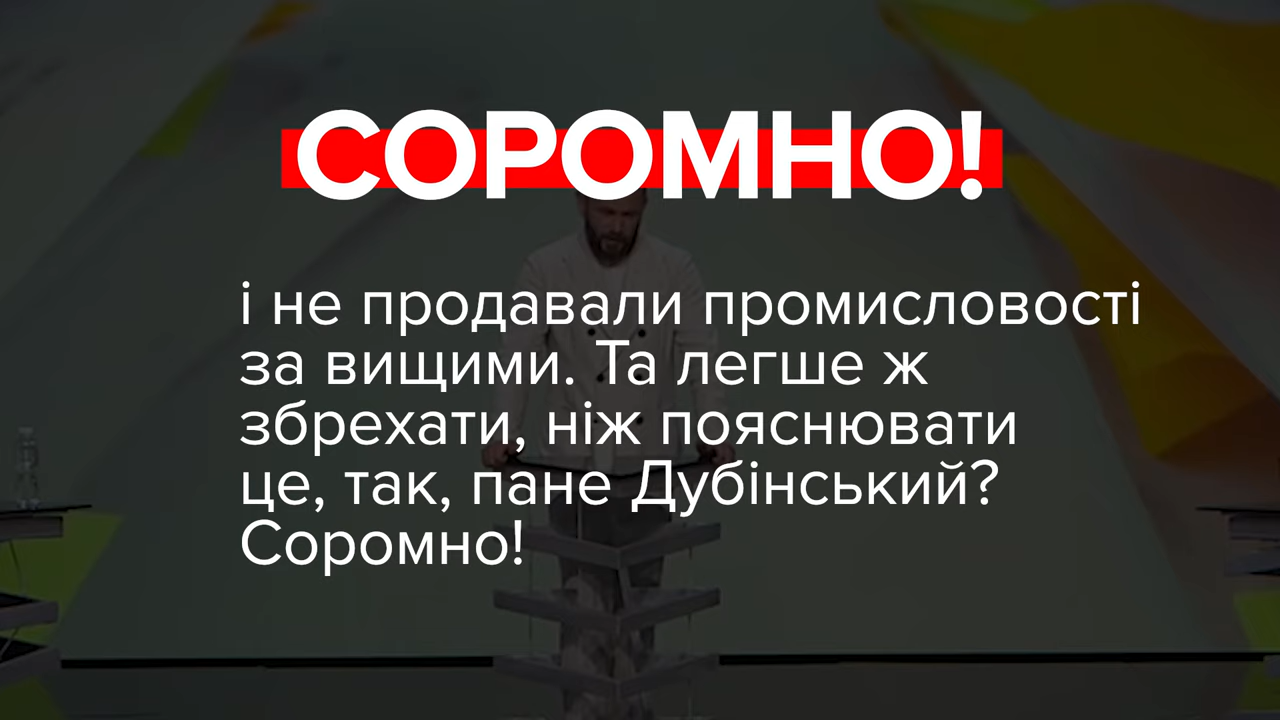 СОРОМНО!
і не продавали промисловості
за вищими. Та легше ж
збрехати, ніж пояснювати
це, так, пане Дубінський?
Соромно!